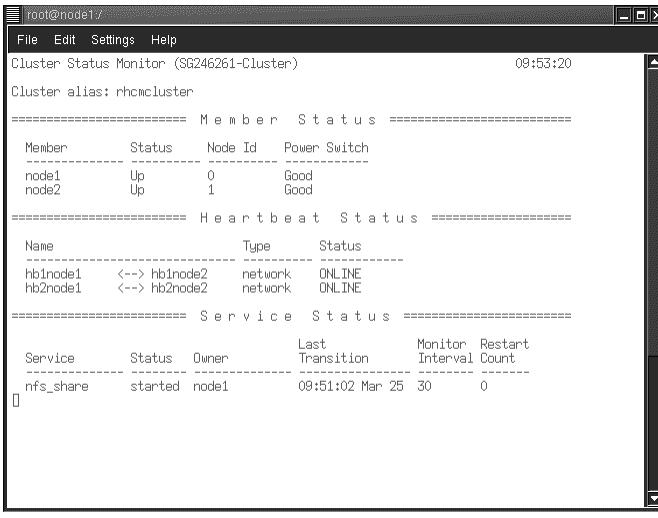 root@node1:/
File Edit Settings Help
Cluster Status Monitor (SG246261-Cluster) 09:53:20
Cluster alias: rhcmcluster
========================= M e m b e r   S t a t u s ==========================
Member Status Node Id Power Switch
-------------- ---------- ---------- ------------
node1 Up 0 Good
node2 Up 1 Good
========================= H e a r t b e a t   S t a t u s ====================
Name Type Status
------------------------------ ---------- ------------
hb1node1 <--> hb1node2 network ONLINE
hb2node1 <--> hb2node2 network ONLINE
========================= S e r v i c e   S t a t u s ========================
Last Monitor Restart
Service Status Owner Transition Interval Count
-------------- -------- -------------- ---------------- -------- -------
nfs_share started node1 09:51:02 Mar 25 30 0